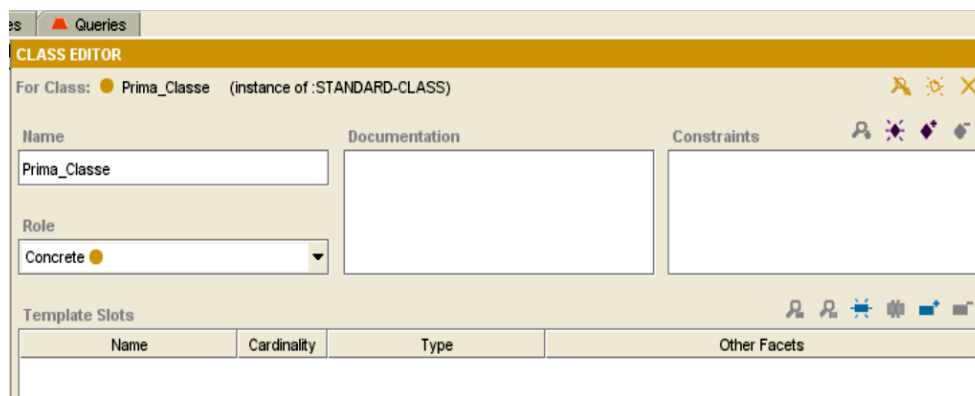 es Queries
CLASS EDITOR
For Class: Prima_Classe (instance of :STANDARD-CLASS)
Name Documentation Constraints
Prima_Classe
Role
Concrete
Template Slots
Name Cardinality Type Other Facets